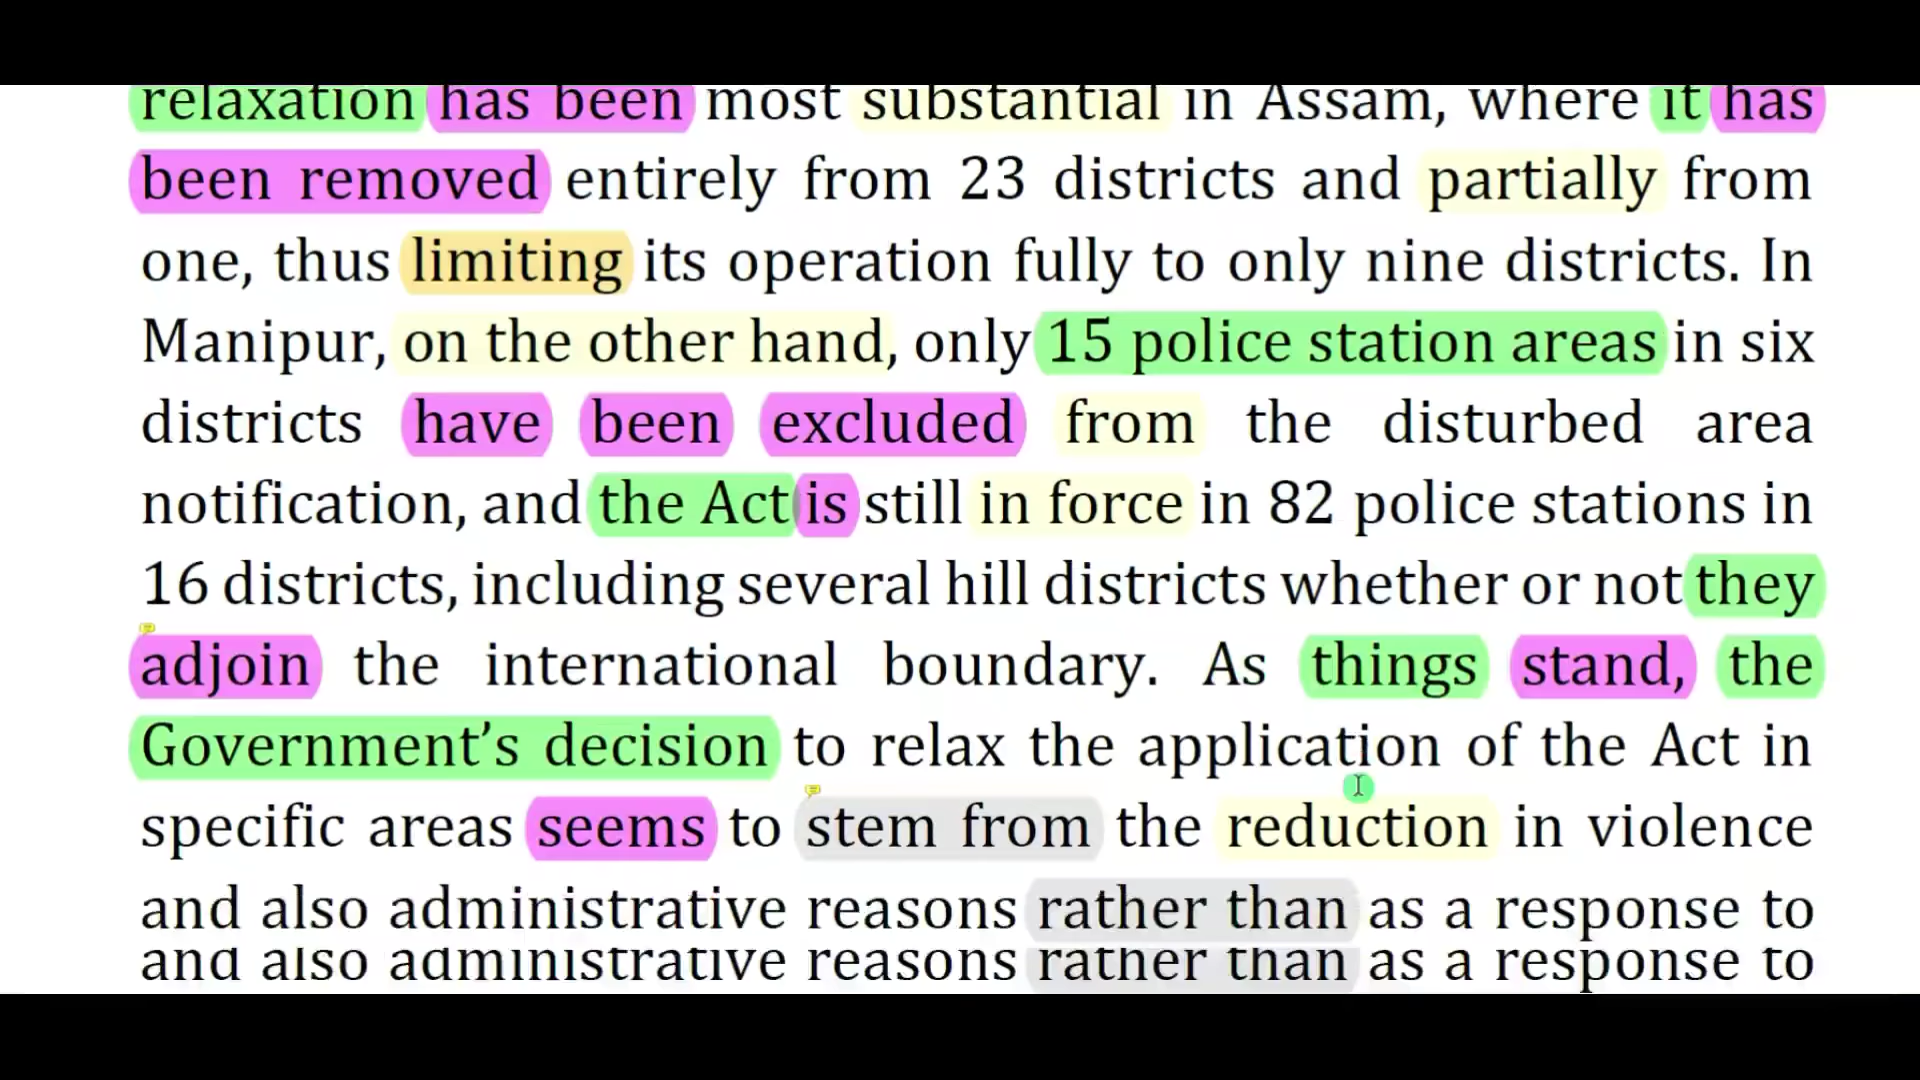 relaxation has been most substantial in Assam, where it has
been removed entirely from 23 districts and partially from
one, thus limiting its operation fully to only nine districts. In
Manipur, on the other hand, only 15 police station areas in six
districts have been excluded from the disturbed area
notification, and the Act is still in force in 82 police stations in
16 districts, including several hill districts whether or not they
adjoin the international boundary. As things stand, the
Government’s decision to relax the application of the Act in
specific areas seems to stem from the reduction in violence
and also administrative reasons rather than as a response to
and also administrative reasons rather than as a response to